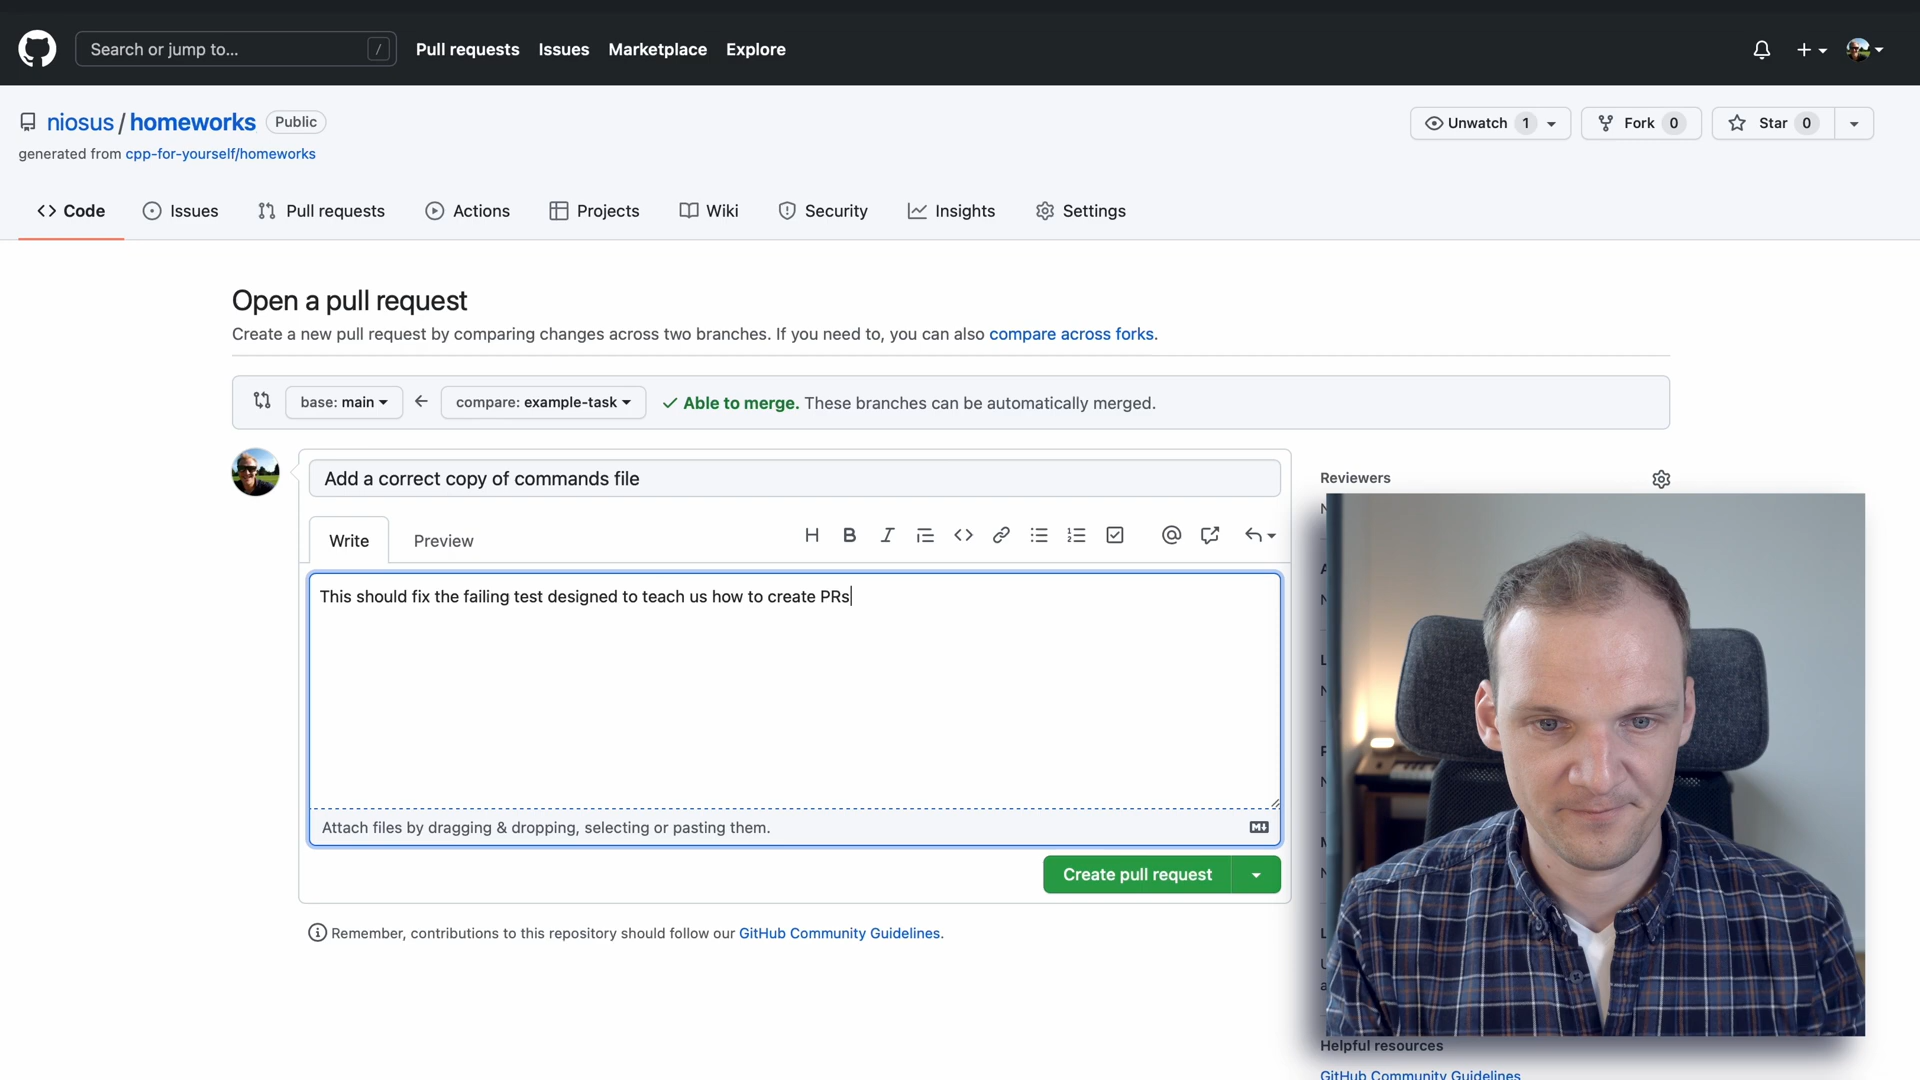 Search or jump to... /
Pull requests Issues Marketplace Explore
niosus / homeworks Public
Unwatch 1 Fork 0 Star 0
generated from cpp-for-yourself/homeworks
Code Issues Pull requests Actions Projects Wiki Security Insights Settings
Open a pull request
Create a new pull request by comparing changes across two branches. If you need to, you can also compare across forks.
base: main compare: example-task Able to merge. These branches can be automatically merged.
Add a correct copy of commands file
Reviewers
Write Preview
This should fix the failing test designed to teach us how to create PRs
Attach files by dragging & dropping, selecting or pasting them.
Create pull request
Remember, contributions to this repository should follow our GitHub Community Guidelines.
Helpful resources
GitHub Community Guidelines